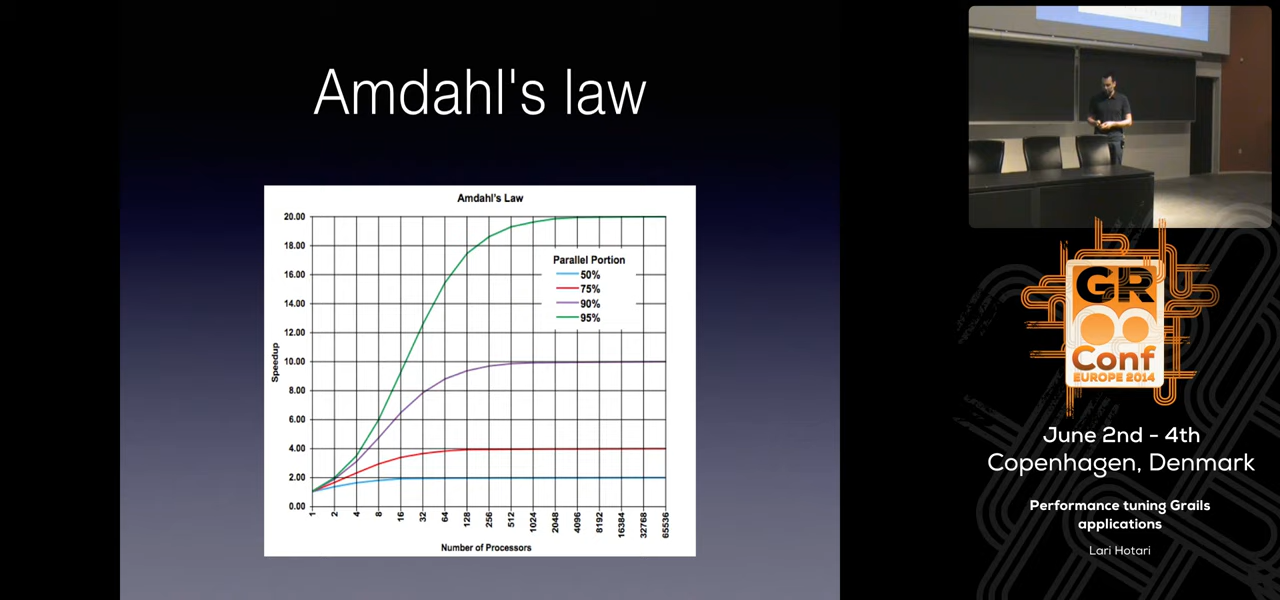 Amdahl's law
Amdahl's Law
20.00
18.00
16.00
14.00
12.00
10.00
8.00
6.00
4.00
2.00
0.00
Speedup
Parallel Portion
50%
75%
90%
95%
1
2
4
8
16
32
64
128
256
512
1024
2048
4096
8192
16384
32768
65536
Number of Processors
GR
Conf
EUROPE 2014
June 2nd - 4th
Copenhagen, Denmark
Performance tuning Grails
applications
Lari Hotari